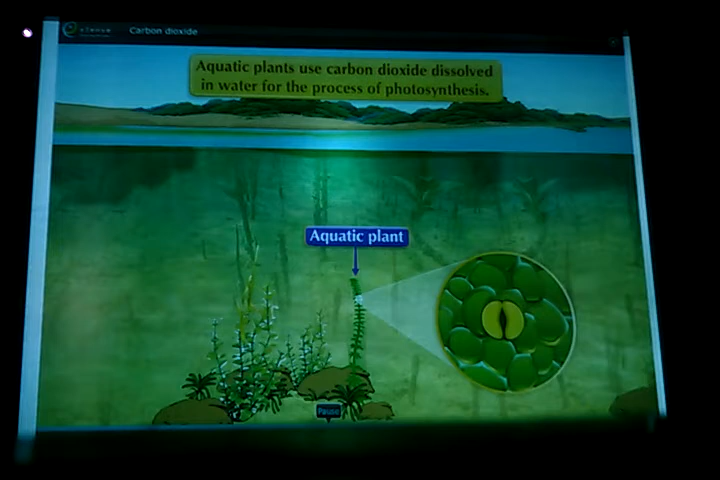 Carbon dioxide
Aquatic plants use carbon dioxide dissolved
in water for the process of photosynthesis.
Aquatic plant
Pause